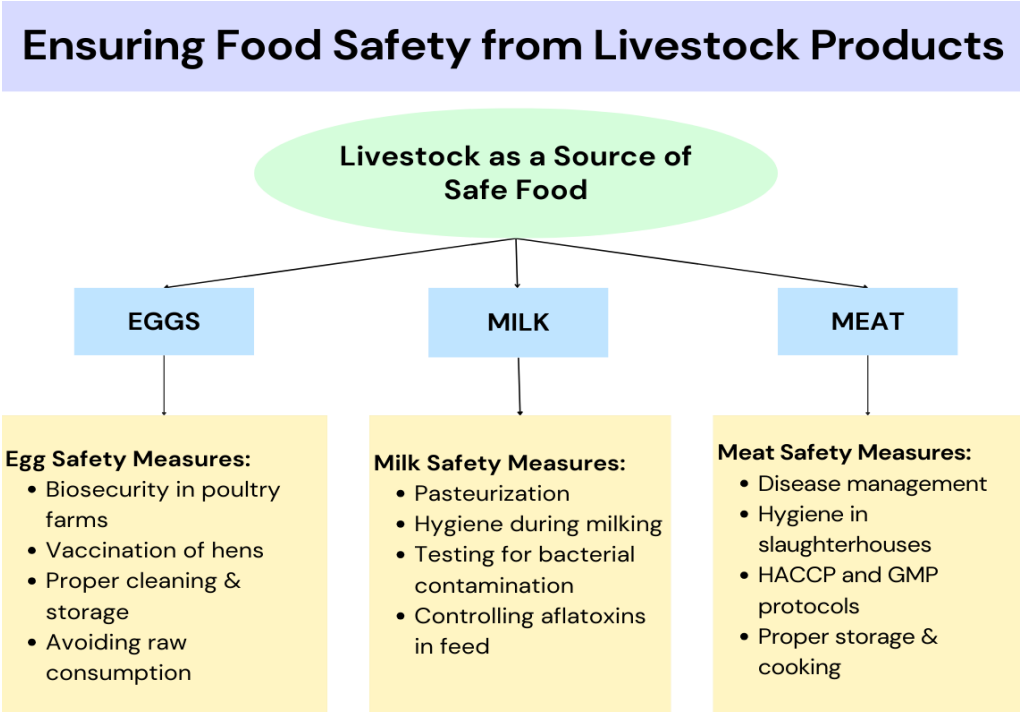 Ensuring Food Safety from Livestock Products
Livestock as a Source of
Safe Food
EGGS
MILK
MEAT
Egg Safety Measures:
• Biosecurity in poultry
farms
• Vaccination of hens
• Proper cleaning &
storage
• Avoiding raw
consumption
Milk Safety Measures:
• Pasteurization
• Hygiene during milking
• Testing for bacterial
contamination
• Controlling aflatoxins
in feed
Meat Safety Measures:
• Disease management
• Hygiene in
slaughterhouses
• HACCP and GMP
protocols
• Proper storage &
cooking